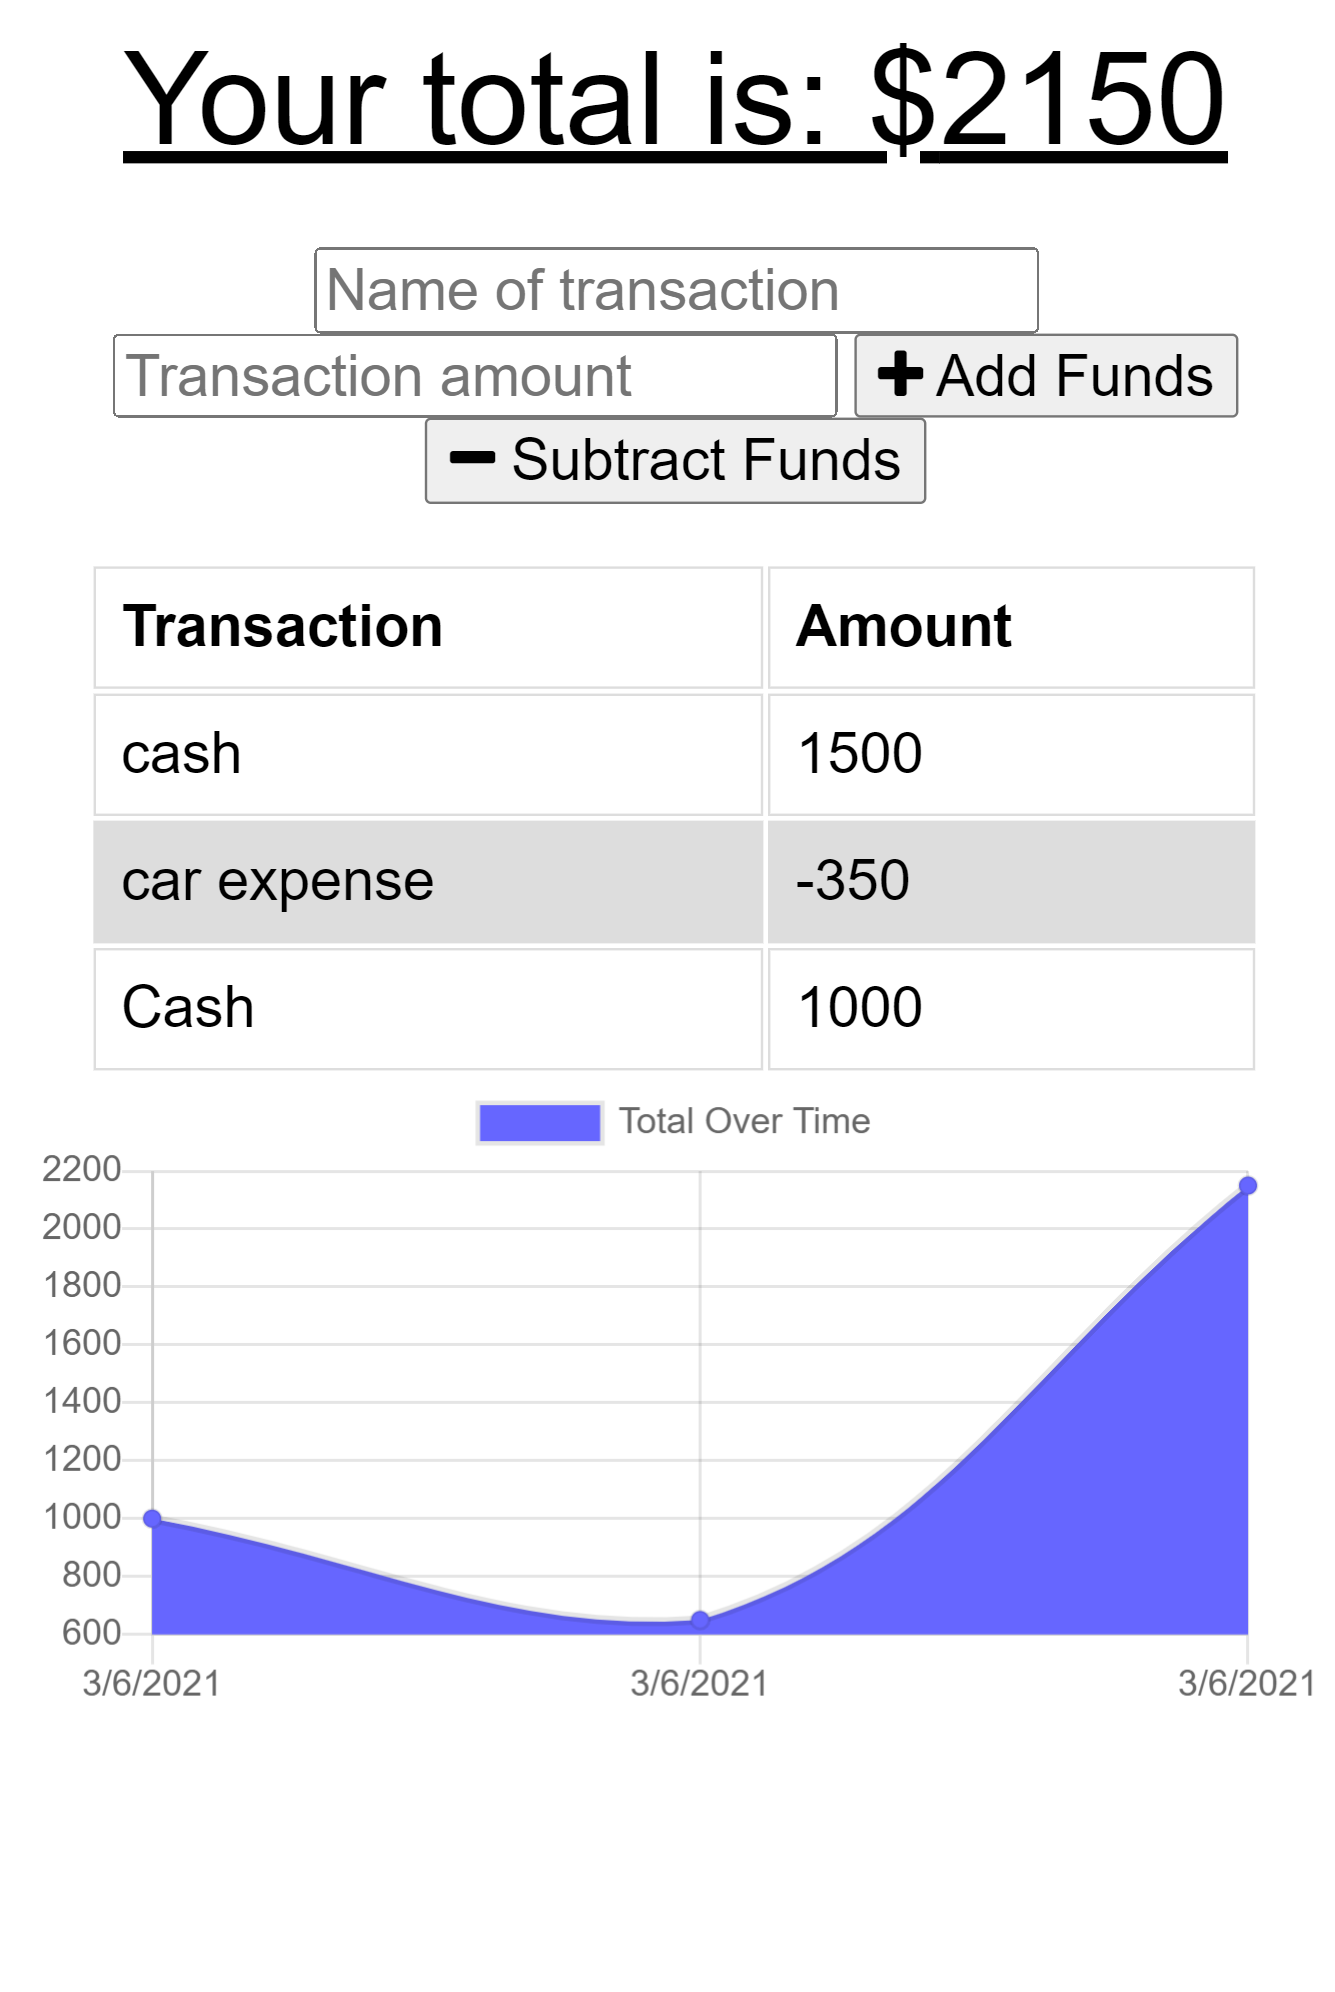 Your total is: $2150
Name of transaction
Transaction amount Add Funds
Subtract Funds
Transaction Amount
cash 1500
car expense -350
Cash 1000
Total Over Time
2200
2000
1800
1600
1400
1200
1000
800
600
3/6/2021 3/6/2021 3/6/2021